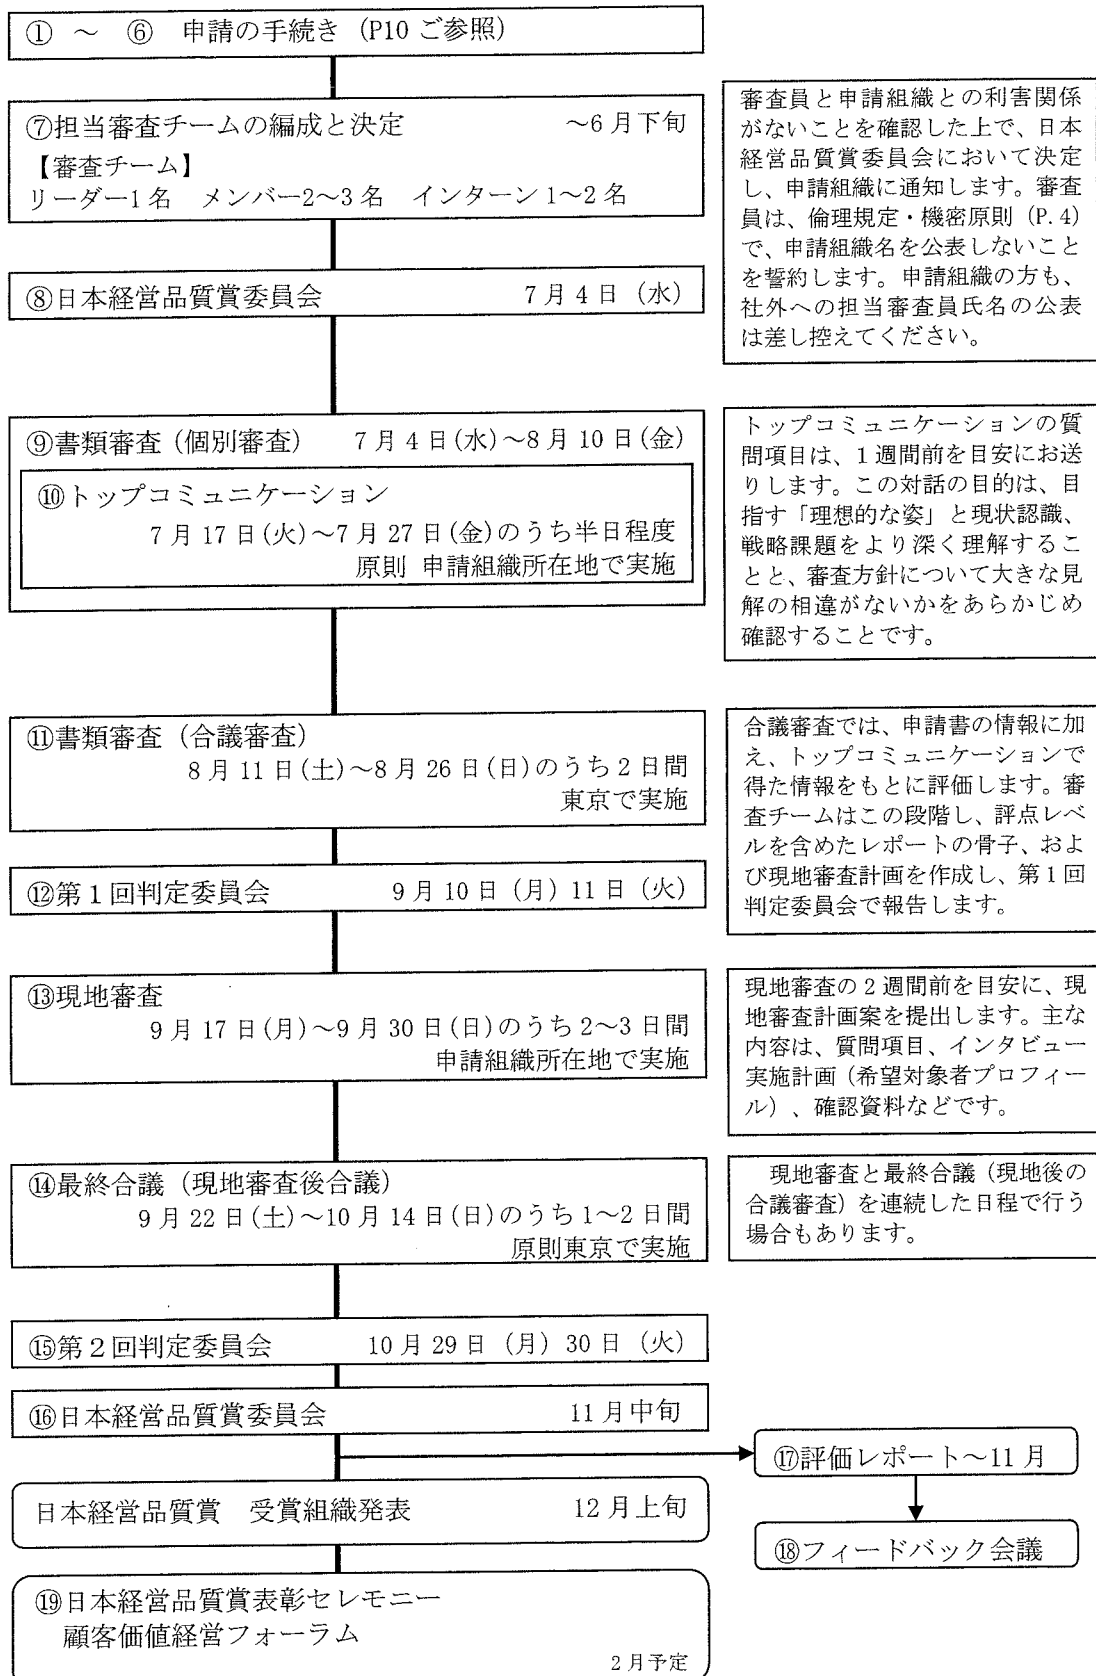 ① ～ ⑥　申請の手続き（P10 ご参照）
⑦担当審査チームの編成と決定　～6月下旬
【審査チーム】
リーダー1名　メンバー2～3名　インターン1～2名
審査員と申請組織との利害関係
がないことを確認した上で、日本
経営品質賞委員会において決定
し、申請組織に通知します。審査
員は、倫理規定・機密原則（P.4）
で、申請組織名を公表しないこと
を誓約します。申請組織の方も、
社外への担当審査員氏名の公表
は差し控えてください。
⑧日本経営品質賞委員会　7月4日（水）
⑨書類審査（個別審査）　7月4日(水)～8月10日(金)
⑩トップコミュニケーション
7月17日(火)～7月27日(金)のうち半日程度
原則 申請組織所在地で実施
トップコミュニケーションの質
問項目は、1週間前を目安にお送
りします。この対話の目的は、目
指す「理想的な姿」と現状認識、
戦略課題をより深く理解するこ
とと、審査方針について大きな見
解の相違がないかをあらかじめ
確認することです。
⑪書類審査（合議審査）
8月11日(土)～8月26日(日)のうち2日間
東京で実施
合議審査では、申請書の情報に加
え、トップコミュニケーションで
得た情報をもとに評価します。審
査チームはこの段階し、評点レベ
ルを含めたレポートの骨子、およ
び現地審査計画を作成し、第1回
判定委員会で報告します。
⑫第1回判定委員会　9月10日（月）11日（火）
⑬現地審査
9月17日(月)～9月30日(日)のうち2～3日間
申請組織所在地で実施
現地審査の2週間前を目安に、現
地審査計画案を提出します。主な
内容は、質問項目、インタビュー
実施計画（希望対象者プロフィー
ル）、確認資料などです。
⑭最終合議（現地審査後合議）
9月22日(土)～10月14日(日)のうち1～2日間
原則東京で実施
現地審査と最終合議（現地後の
合議審査）を連続した日程で行う
場合もあります。
⑮第2回判定委員会　10月29日（月）30日（火）
⑯日本経営品質賞委員会　11月中旬
⑰評価レポート～11月
日本経営品質賞　受賞組織発表　12月上旬
⑱フィードバック会議
⑲日本経営品質賞表彰セレモニー
顧客価値経営フォーラム
2月予定